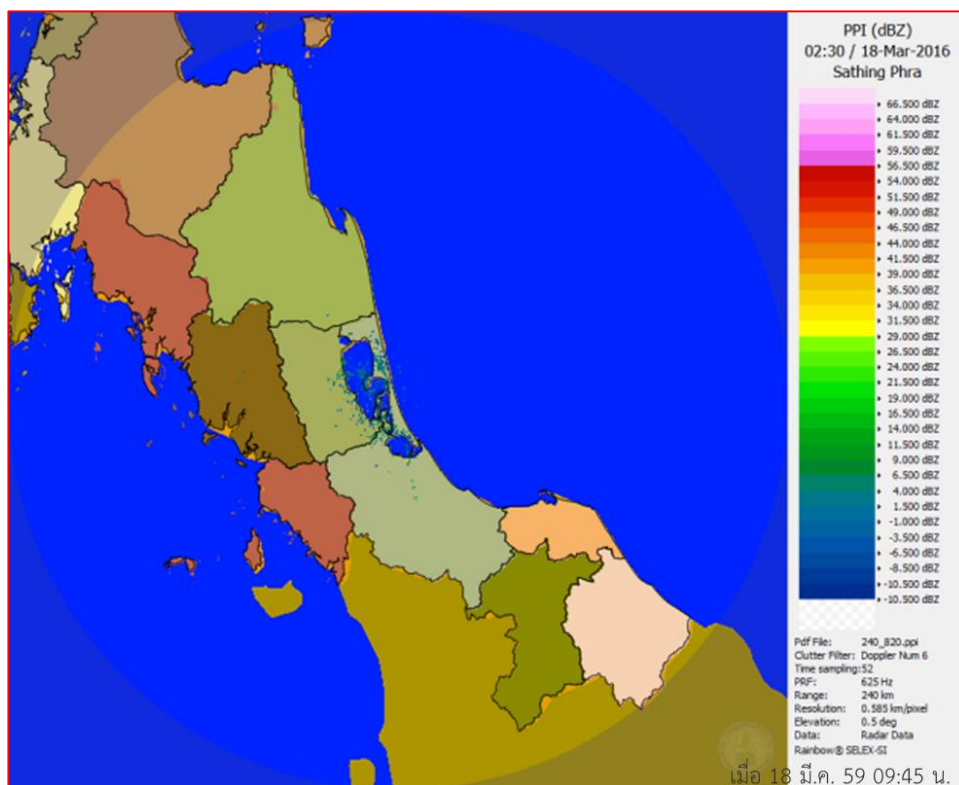 PPI (dBZ)
02:30 / 18-Mar-2016
Sathing Phra
66.500 dBZ
64.000 dBZ
61.500 dBZ
59.500 dBZ
56.500 dBZ
54.000 dBZ
51.500 dBZ
49.000 dBZ
46.500 dBZ
44.000 dBZ
41.500 dBZ
39.000 dBZ
36.500 dBZ
34.000 dBZ
31.500 dBZ
29.000 dBZ
26.500 dBZ
24.000 dBZ
21.500 dBZ
19.000 dBZ
16.500 dBZ
14.000 dBZ
11.500 dBZ
9.000 dBZ
6.500 dBZ
4.000 dBZ
1.500 dBZ
-1.000 dBZ
-3.500 dBZ
-6.500 dBZ
-8.500 dBZ
-10.500 dBZ
-10.500 dBZ
Pdf File: 240_820.ppi
Clutter Filter: Doppler Num 6
Time sampling:52
PRF: 625 Hz
Range: 240 km
Resolution: 0.585 km/pixel
Elevation: 0.5 deg
Data: Radar Data
Rainbow® SELEX-SI
เมื่อ 18 มี.ค. 59 09:45 น.